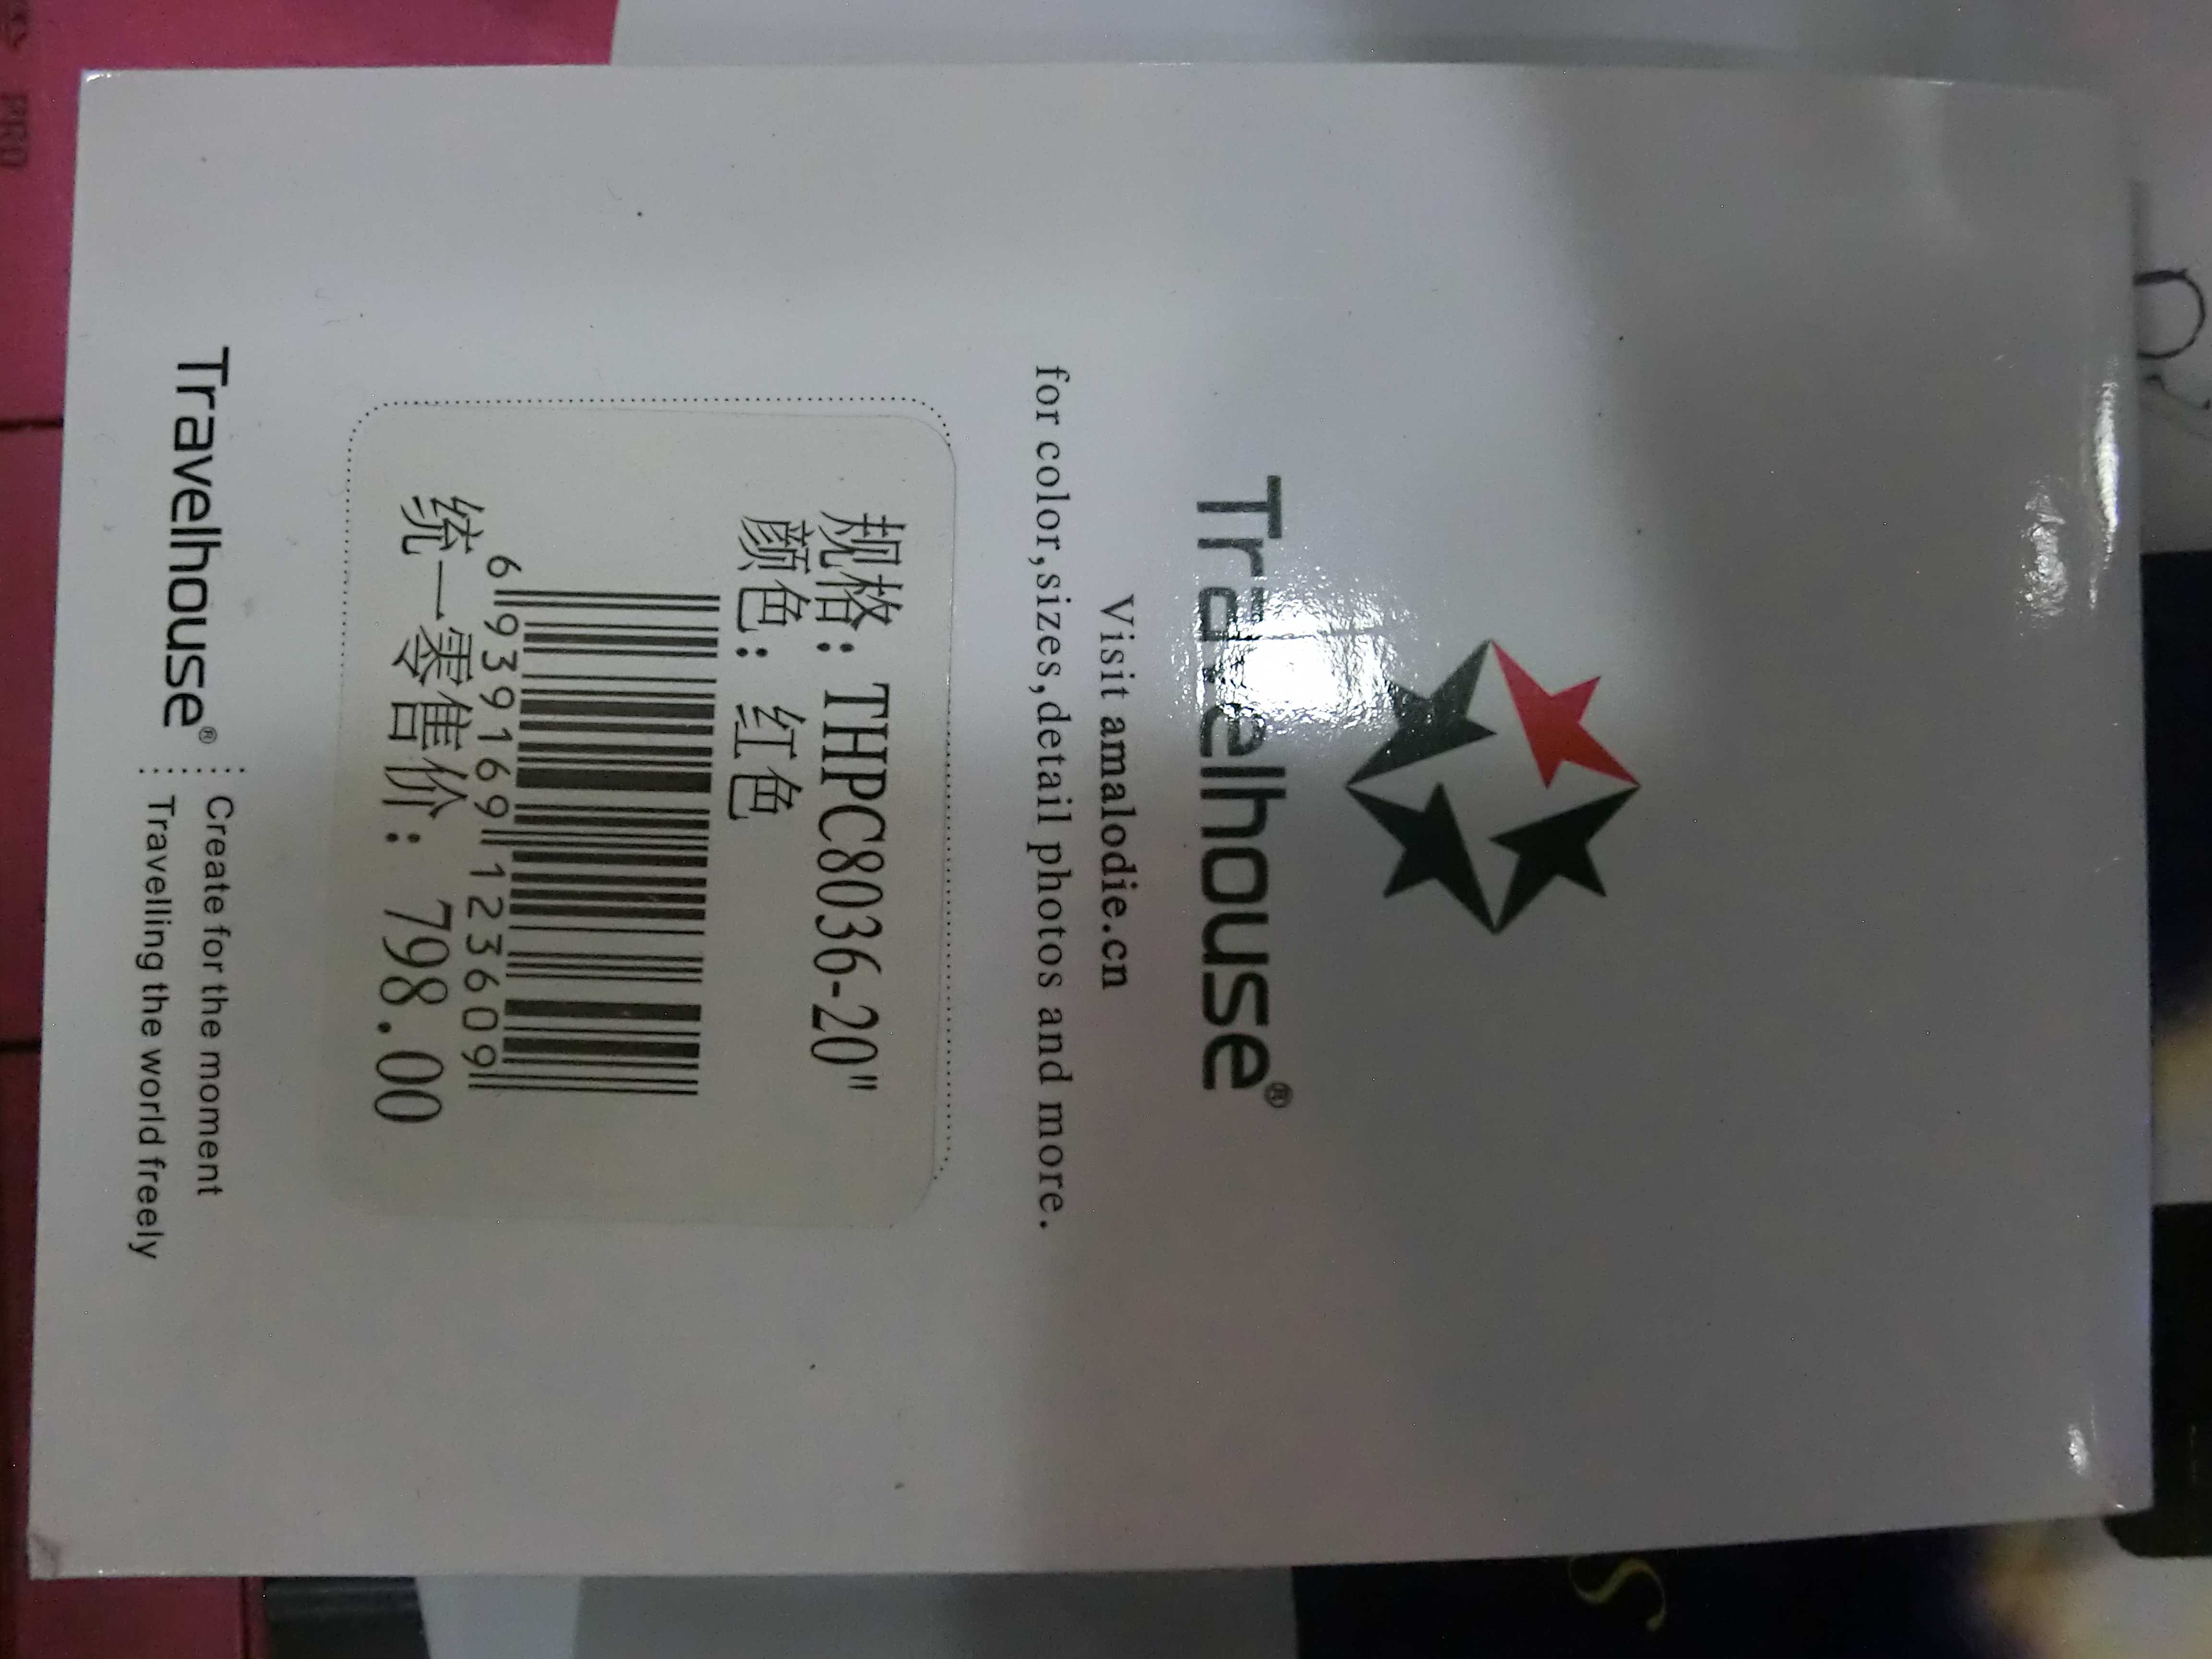 Travelhouse®
Visit amalodie.cn
for color,sizes,detail photos and more.
规格: THPC8036-20"
颜色: 红色
6 939169 123609
统一零售价: 798.00
Travelhouse®
Create for the moment
Travelling the world freely
PRO
S